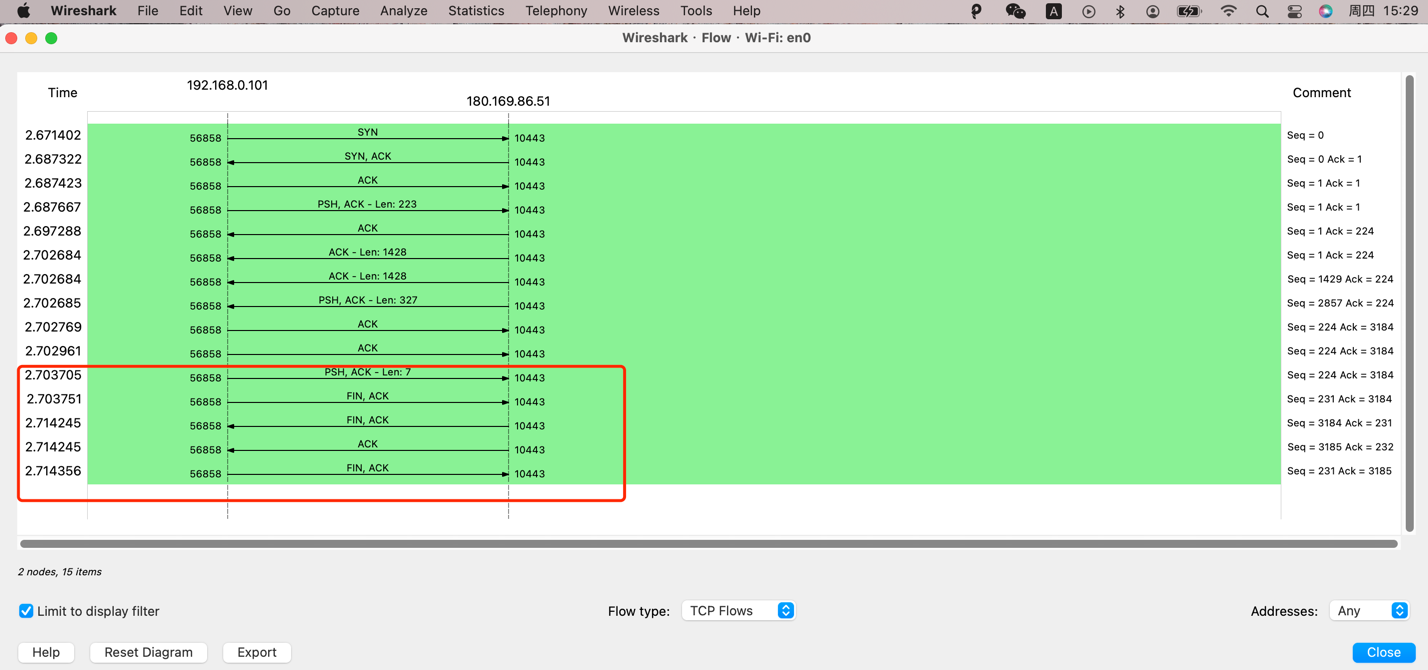 Wireshark File Edit View Go Capture Analyze Statistics Telephony Wireless Tools Help A 周四 15:29
Wireshark · Flow · Wi-Fi: en0
Time 192.168.0.101 180.169.86.51 Comment
2.671402 56858 SYN 10443 Seq = 0
2.687322 56858 SYN, ACK 10443 Seq = 0 Ack = 1
2.687423 56858 ACK 10443 Seq = 1 Ack = 1
2.687667 56858 PSH, ACK - Len: 223 10443 Seq = 1 Ack = 1
2.697288 56858 ACK 10443 Seq = 1 Ack = 224
2.702684 56858 ACK - Len: 1428 10443 Seq = 1 Ack = 224
2.702684 56858 ACK - Len: 1428 10443 Seq = 1429 Ack = 224
2.702685 56858 PSH, ACK - Len: 327 10443 Seq = 2857 Ack = 224
2.702769 56858 ACK 10443 Seq = 224 Ack = 3184
2.702961 56858 ACK 10443 Seq = 224 Ack = 3184
2.703705 56858 PSH, ACK - Len: 7 10443 Seq = 224 Ack = 3184
2.703751 56858 FIN, ACK 10443 Seq = 231 Ack = 3184
2.714245 56858 FIN, ACK 10443 Seq = 3184 Ack = 231
2.714245 56858 ACK 10443 Seq = 3185 Ack = 232
2.714356 56858 FIN, ACK 10443 Seq = 231 Ack = 3185
2 nodes, 15 items
Limit to display filter Flow type: TCP Flows Addresses: Any
Help Reset Diagram Export Close